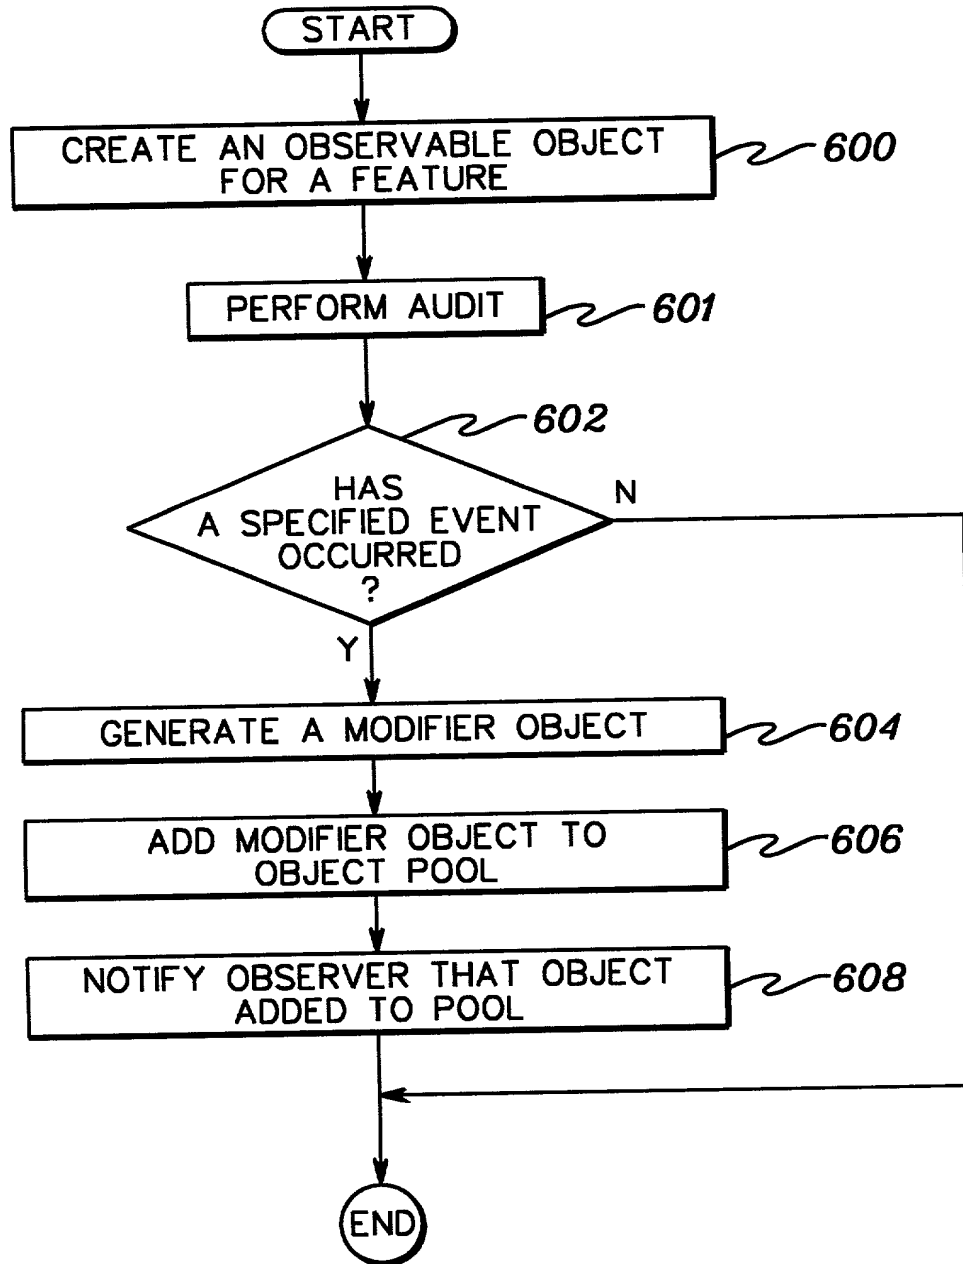 START
CREATE AN OBSERVABLE OBJECT
FOR A FEATURE
600
PERFORM AUDIT
601
602
HAS
A SPECIFIED EVENT
OCCURRED
?
N
Y
GENERATE A MODIFIER OBJECT
604
ADD MODIFIER OBJECT TO
OBJECT POOL
606
NOTIFY OBSERVER THAT OBJECT
ADDED TO POOL
608
END